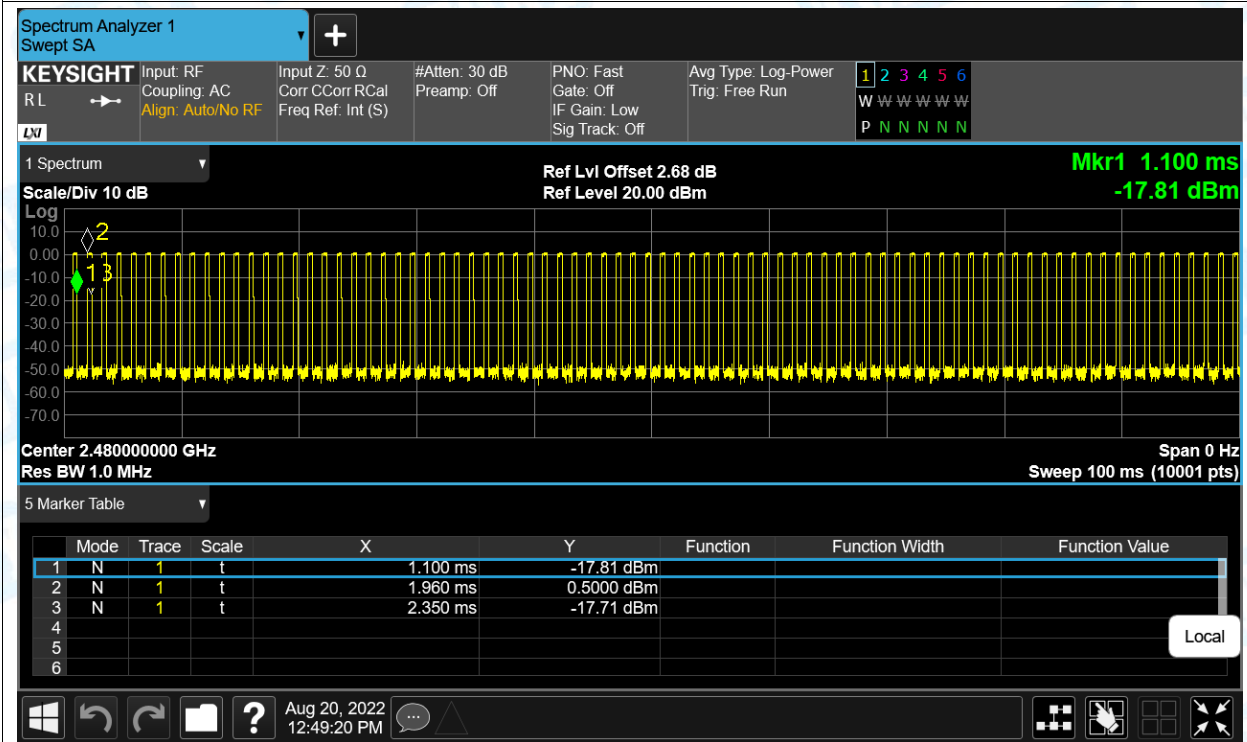 Spectrum Analyzer 1
Swept SA
KEYSIGHT
R L
LXI
Input: RF
Coupling: AC
Align: Auto/No RF
Input Z: 50 Ω
Corr CCorr RCal
Freq Ref: Int (S)
#Atten: 30 dB
Preamp: Off
PNO: Fast
Gate: Off
IF Gain: Low
Sig Track: Off
Avg Type: Log-Power
Trig: Free Run
1 2 3 4 5 6
W W W W W W
P N N N N N
1 Spectrum
Scale/Div 10 dB
Ref Lvl Offset 2.68 dB
Ref Level 20.00 dBm
Mkr1 1.100 ms
-17.81 dBm
Log
10.0
0.00
-10.0
-20.0
-30.0
-40.0
-50.0
-60.0
-70.0
2
1 3
Center 2.480000000 GHz
Res BW 1.0 MHz
Span 0 Hz
Sweep 100 ms (10001 pts)
5 Marker Table
Mode Trace Scale X Y Function Function Width Function Value
1 N 1 t 1.100 ms -17.81 dBm
2 N 1 t 1.960 ms 0.5000 dBm
3 N 1 t 2.350 ms -17.71 dBm
4
5
6
Local
?
Aug 20, 2022
12:49:20 PM